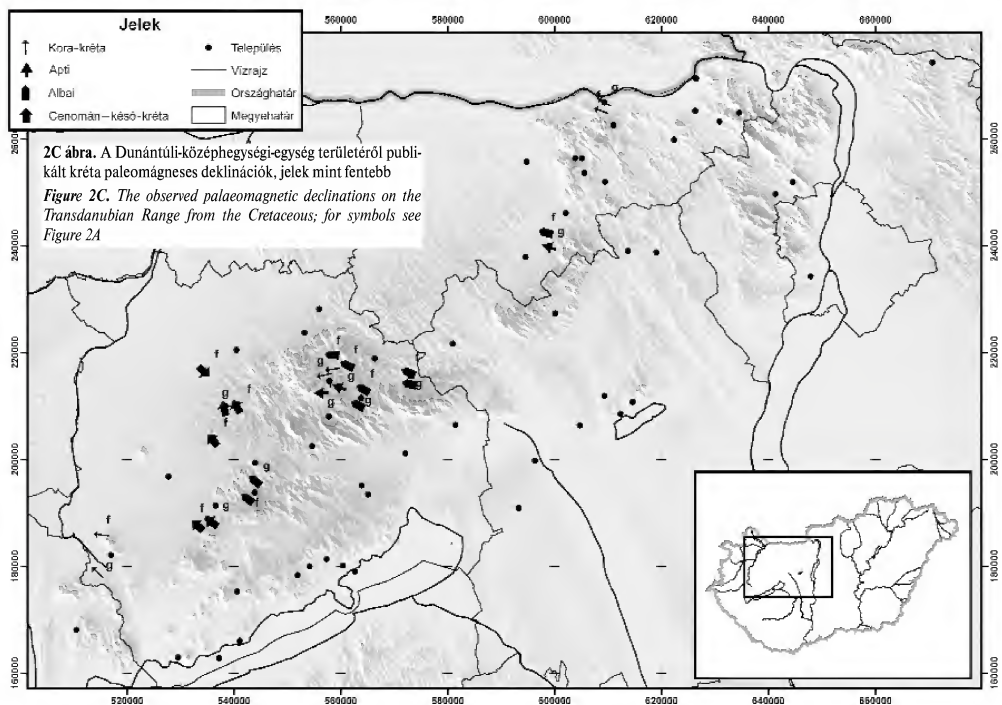 520000 540000 560000 580000 600000 620000 640000 660000
Jelek
Kora-kréta
Apti
Albai
Cenomán-késő-kréta
Település
Vízrajz
Országhatár
Megyehatár
2C ábra. A Dunántúli-középhegységi-egység területéről publi-
kált kréta paleomágneses deklinációk, jelek mint fentebb
Figure 2C. The observed palaeomagnetic declinations on the
Transdanubian Range from the Cretaceous; for symbols see
Figure 2A
260000
240000
220000
200000
180000
160000
g
f
g
f
f
g
f
g
f
g
f
g
f
g
f
g
g
f
f
g
f
g
260000
240000
220000
200000
180000
160000
520000 540000 560000 580000 600000 620000 640000 660000